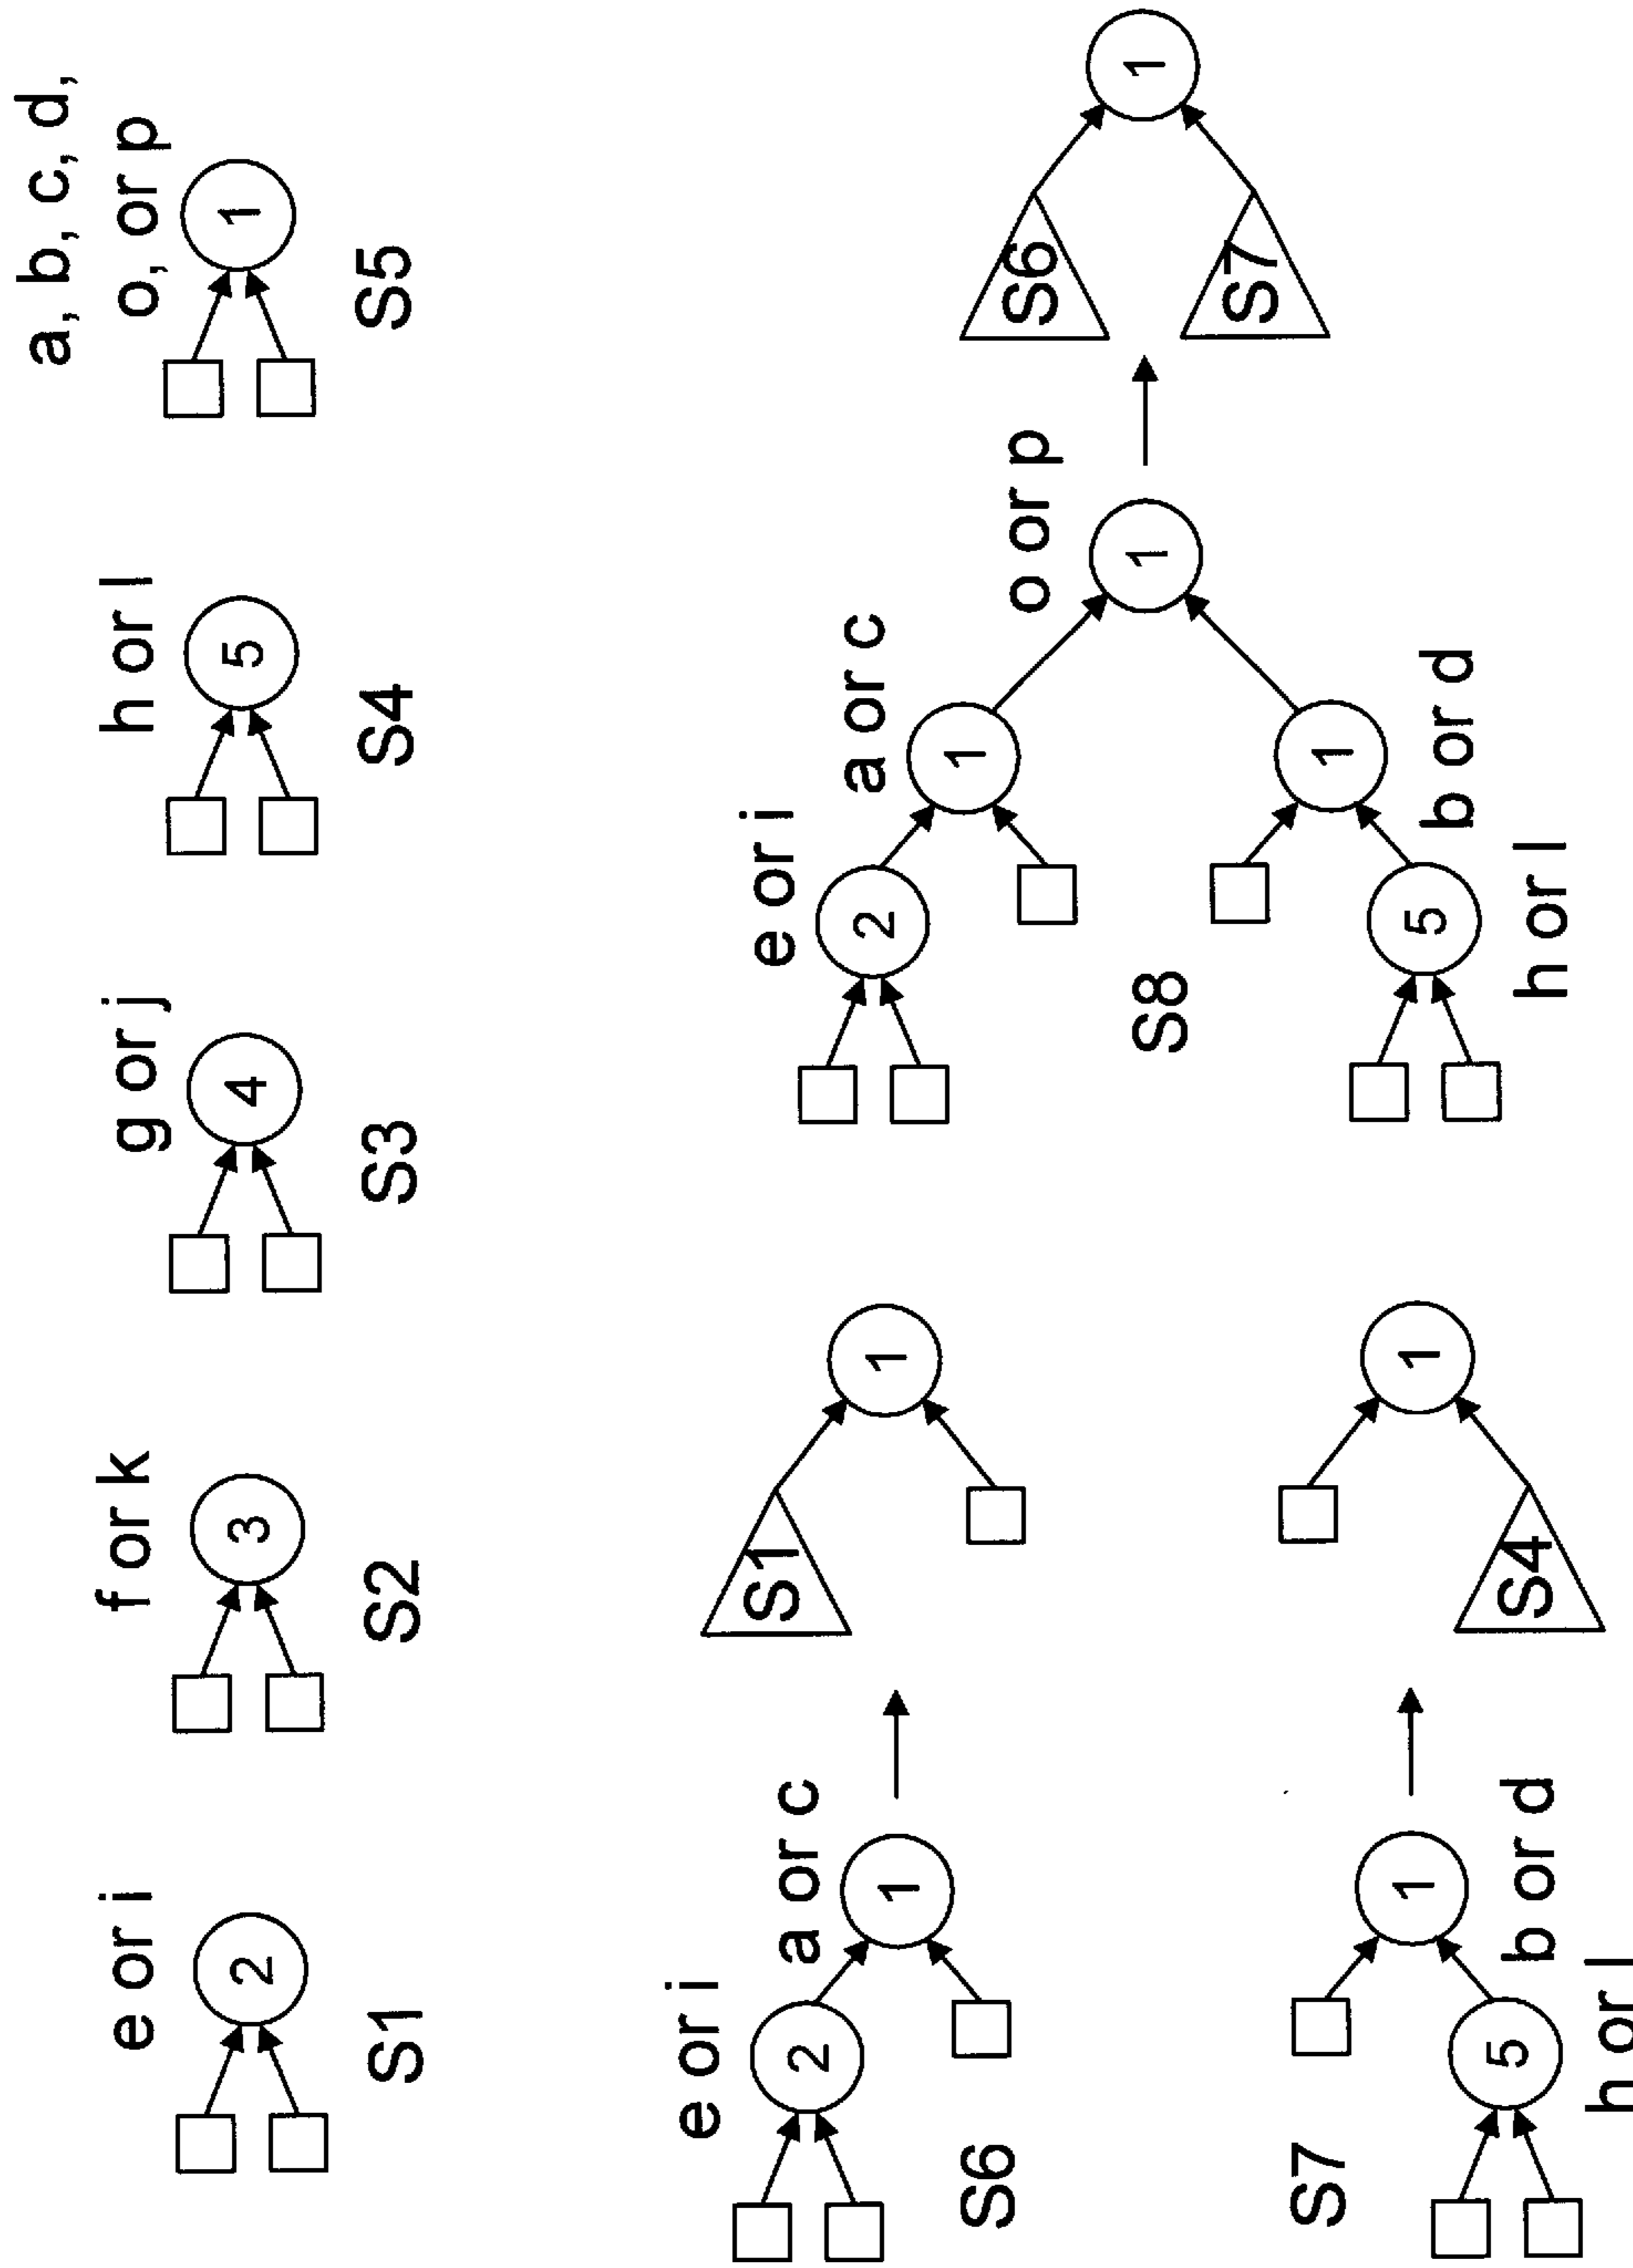 e or i
2
S1
f or k
3
S2
g or j
4
S3
h or l
5
S4
a, b, c, d,
o, or p
1
S5
e or i
a or c
2
1
S6
S1
1
S7
1
5
b or d
h or l
1
S4
e or i
a or c
o or p
2
1
1
S8
1
5
b or d
h or l
S6
1
S7